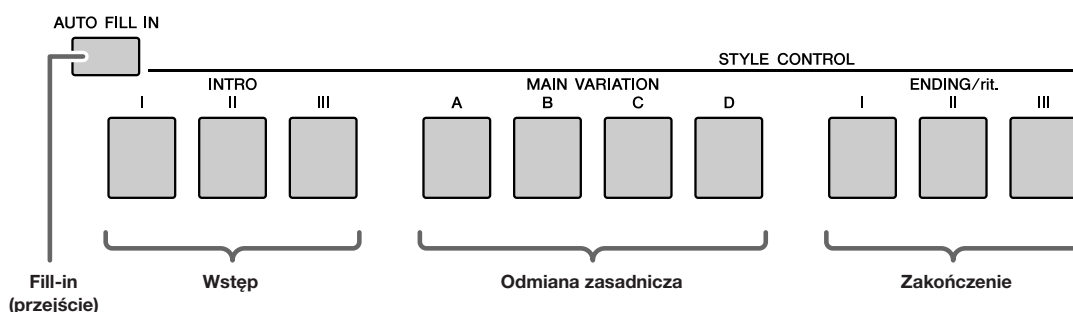 AUTO FILL IN
STYLE CONTROL
INTRO
MAIN VARIATION
ENDING/rit.
I II III
A B C D
I II III
Fill-in
(przejście)
Wstęp
Odmiana zasadnicza
Zakończenie